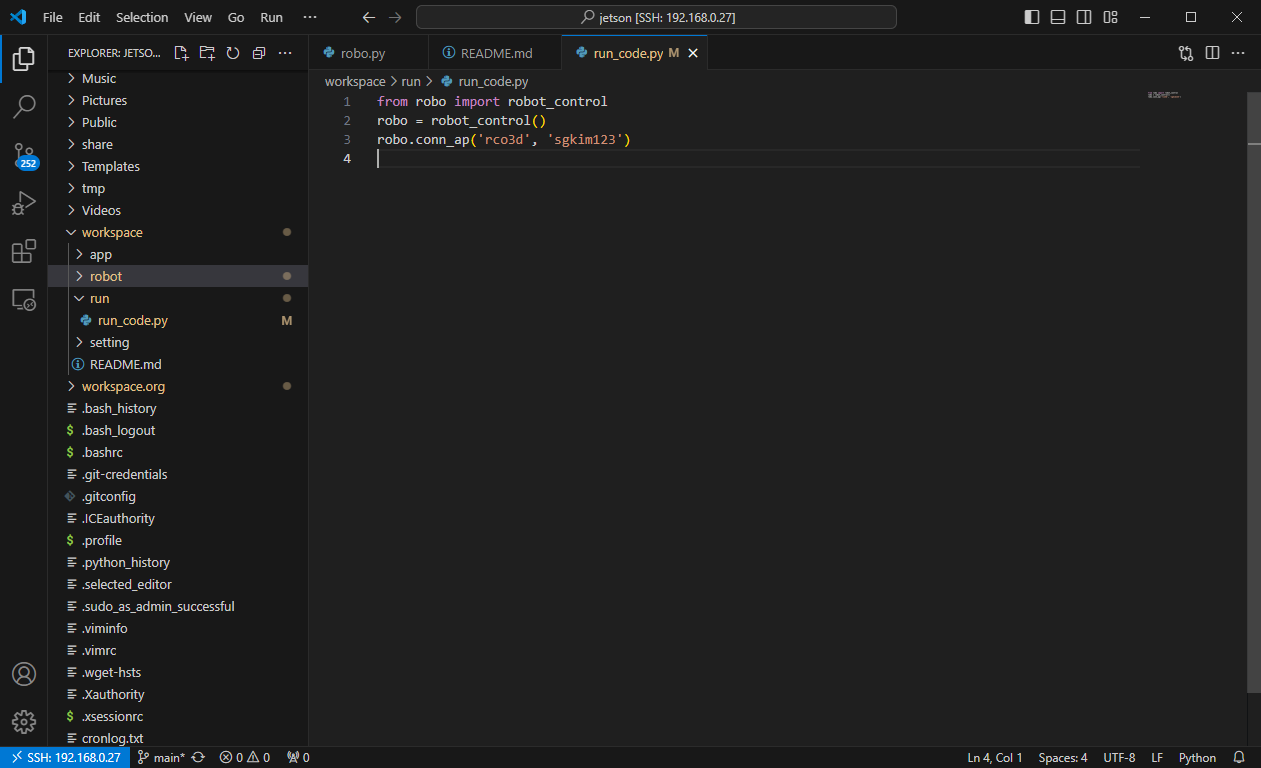 File Edit Selection View Go Run ··· jetson [SSH: 192.168.0.27]
EXPLORER: JETSO... ···
robo.py README.md run_code.py M
workspace > run > run_code.py
1 from robo import robot_control
2 robo = robot_control()
3 robo.conn_ap('rco3d', 'sgkim123')
4
Music
Pictures
Public
share
Templates
tmp
Videos
workspace
app
robot
run
run_code.py M
setting
README.md
workspace.org
.bash_history
.bash_logout
.bashrc
.git-credentials
.gitconfig
.ICEauthority
.profile
.python_history
.selected_editor
.sudo_as_admin_successful
.viminfo
.vimrc
.wget-hsts
.Xauthority
.xsessionrc
cronlog.txt
252
SSH: 192.168.0.27 main* 0 0 0 Ln 4, Col 1 Spaces: 4 UTF-8 LF Python